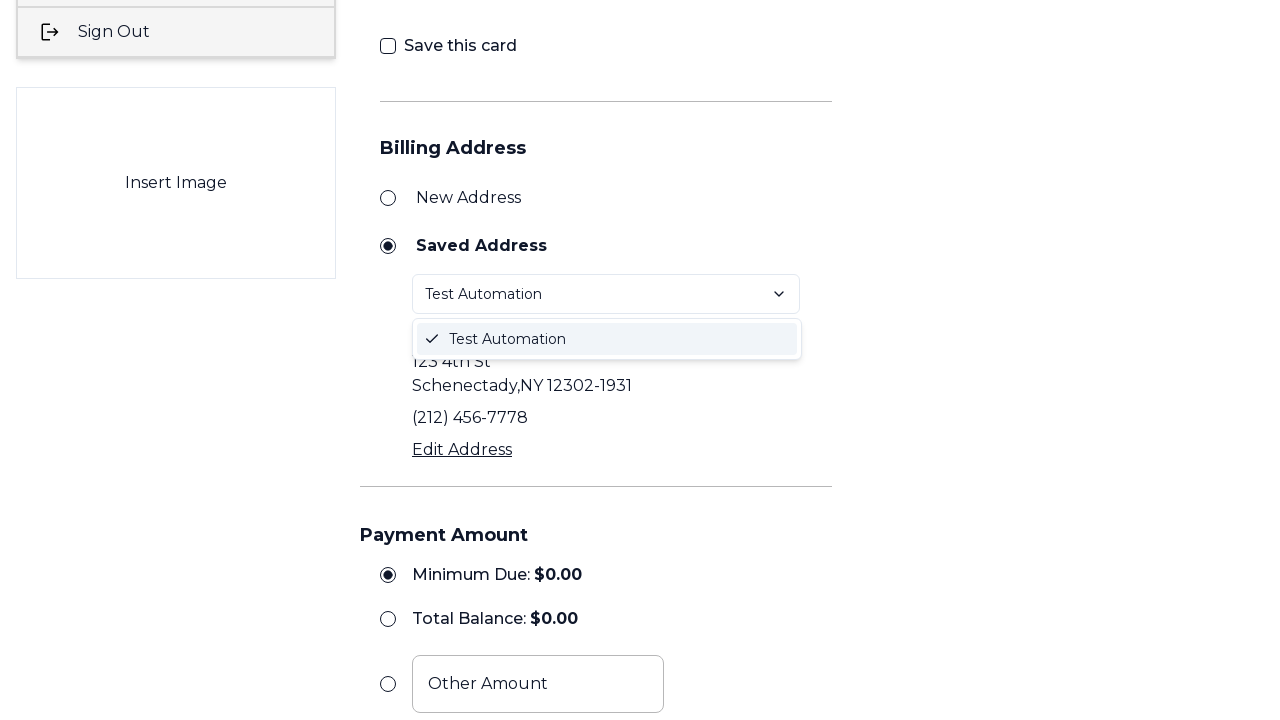 Sign Out
Insert Image
Save this card
Billing Address
New Address
Saved Address
Test Automation
Test Automation
123 4th St
Schenectady,NY 12302-1931
(212) 456-7778
Edit Address
Payment Amount
Minimum Due: $0.00
Total Balance: $0.00
Other Amount